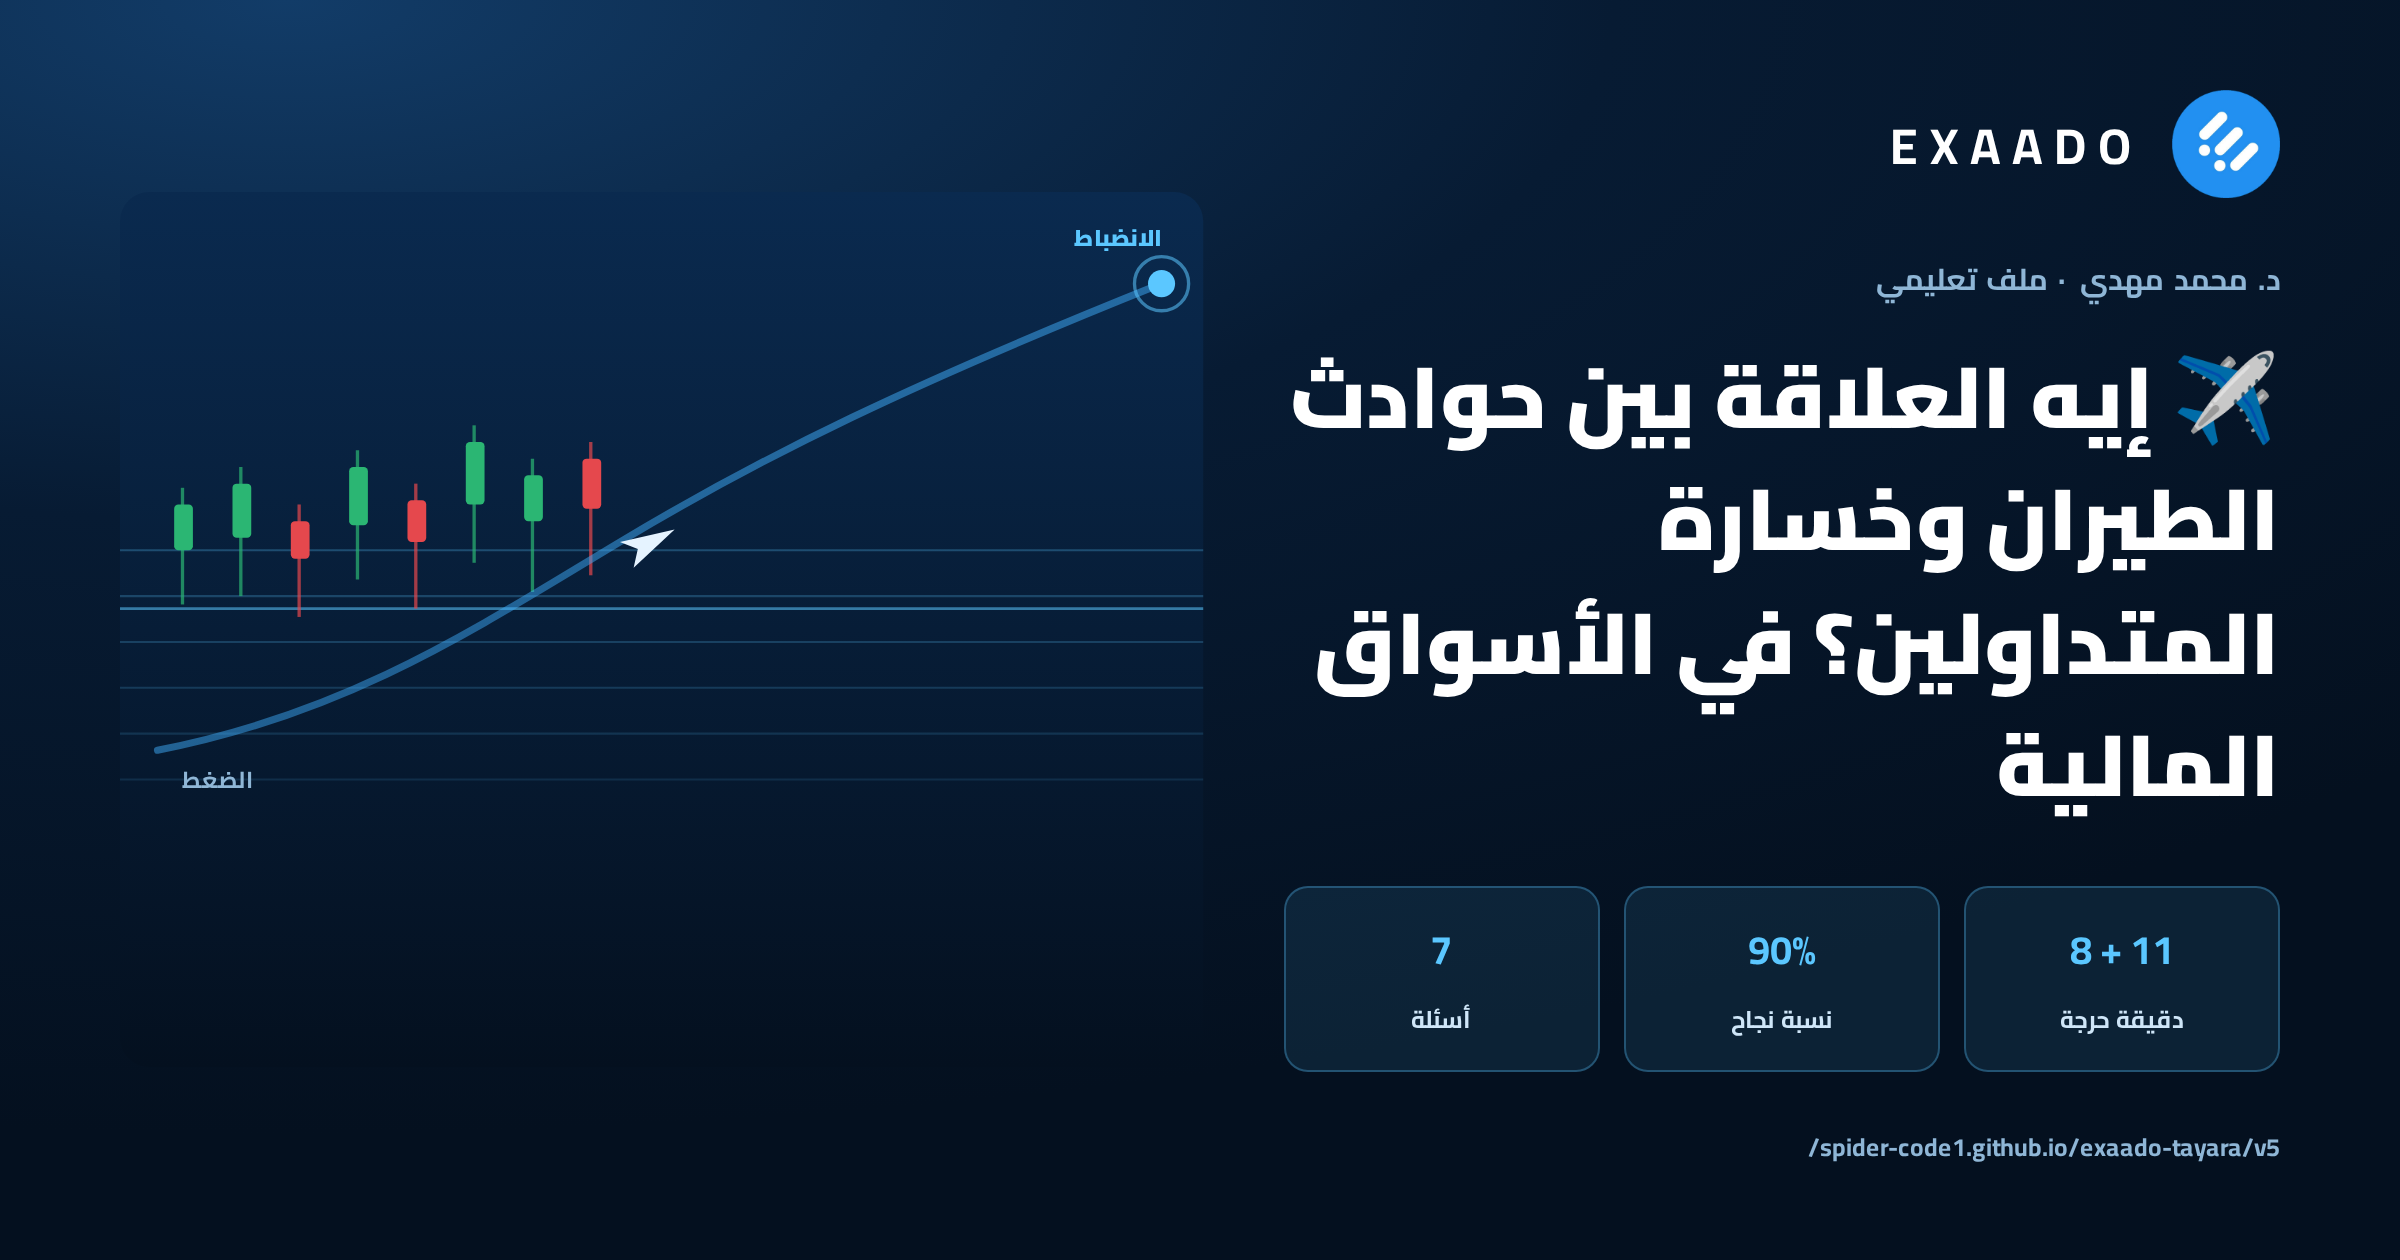 EXAADO
د. محمد مهدي · ملف تعليمي
✈️ إيه العلاقة بين حوادث
الطيران وخسارة
المتداولين؟ في الأسواق
المالية
8 + 11
دقيقة حرجة
90%
نسبة نجاح
7
أسئلة
/spider-code1.github.io/exaado-tayara/v5
الانضباط
الضغط